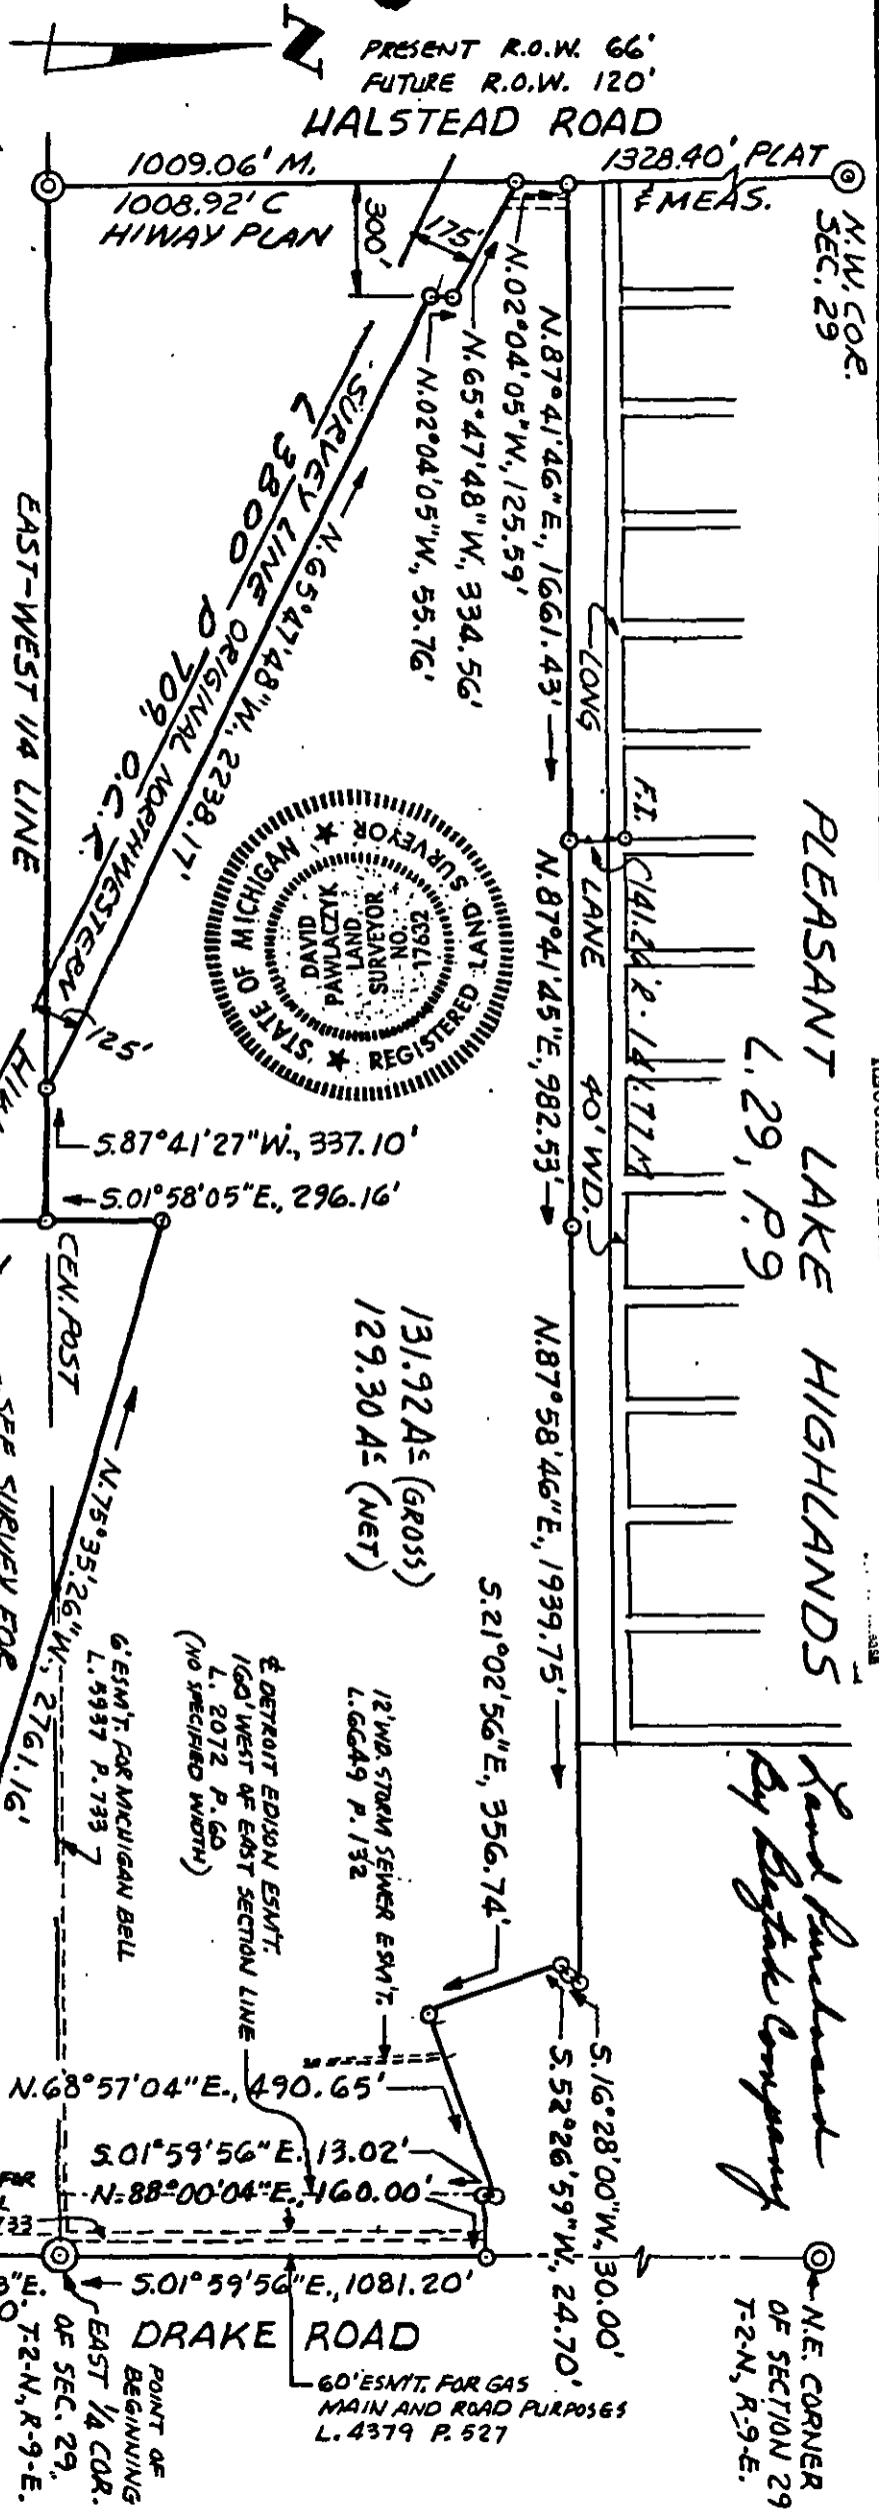 PRESENT R.O.W. 66'
FUTURE R.O.W. 120'
HALSTEAD ROAD
1009.06' M.
1008.92' C
HIWAY PLAN
1328.40' PLAT
& MEAS.
N.W. COR.
SEC. 29
300'
175'
N.02°04'05"W., 125.59'
N.87°41'46"E., 1661.43'
N.65°47'48"W., 334.56'
N.02°04'05"W., 55.76'
SURVEY LINE ORIGINAL NORTHWESTERN
L 3800 P 709, O.C.R.
N.65°47'48"W., 2238.17'
EAST-WEST 1/4 LINE
125'
LONG
LANE
40' WD.
F.I.
N.87°41'45"E., 982.53'
PLEASANT LAKE HIGHLANDS
L. 29, P. 9
STATE OF MICHIGAN
REGISTERED LAND SURVEYOR
DAVID
PAWLACZYK
LAND
SURVEYOR
NO.
17632
S.87°41'27"W., 337.10'
S.01°58'05"E., 296.16'
CEN. POST
N.87°58'46"E., 1939.75'
131.92 Ac (GROSS)
129.30 Ac (NET)
N.75°35'26"W., 2761.16'
SEE SURVEY FOR
6' ESM'T. FOR MICHIGAN BELL
L. 5937 P. 733
℄ DETROIT EDISON ESM'T.
160' WEST OF EAST SECTION LINE
L. 2072 P. 60
(NO SPECIFIED WIDTH)
12' WD. STORM SEWER ESM'T.
L. 6649 P. 132
S.21°02'56"E., 356.74'
Land Purchased
By Company
N.68°57'04"E., 490.65'
S.01°59'56"E. 13.02'
N.88°00'04"E., 160.00'
S.16°28'00"W., 30.00'
S.52°26'59"W., 24.70'
S.01°59'56"E., 1081.20'
DRAKE ROAD
60' ESM'T. FOR GAS
MAIN AND ROAD PURPOSES
L. 4379 P. 527
POINT OF
BEGINNING
EAST 1/4 COR.
OF SEC. 29,
T-2-N, R-9-E.
N.E. CORNER
OF SECTION 29
T-2-N, R-9-E.